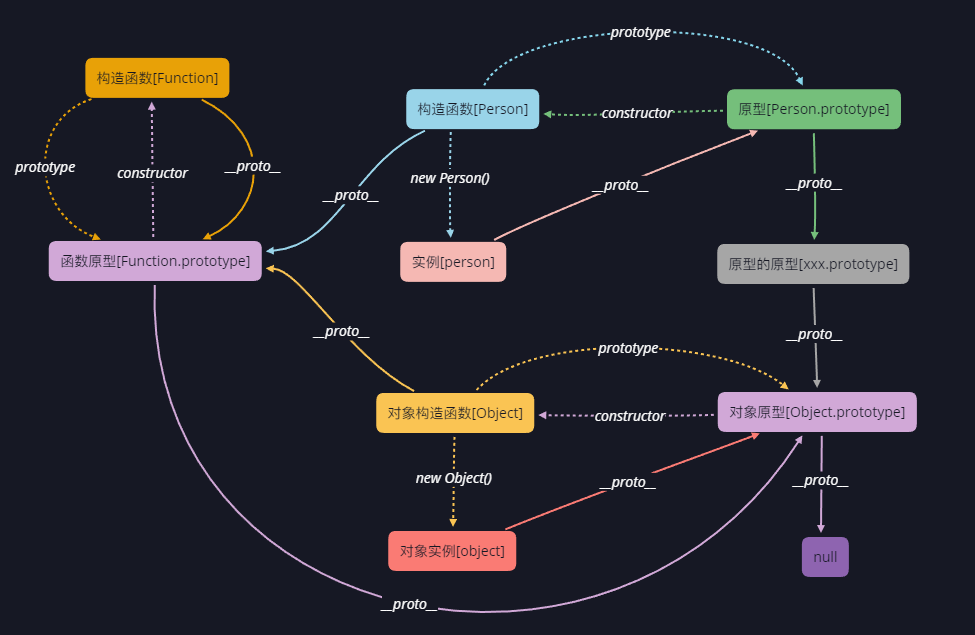 prototype
构造函数[Function]
构造函数[Person]
constructor
原型[Person.prototype]
prototype
constructor
__proto__
new Person()
__proto__
__proto__
__proto__
函数原型[Function.prototype]
实例[person]
原型的原型[xxx.prototype]
__proto__
__proto__
prototype
对象构造函数[Object]
constructor
对象原型[Object.prototype]
new Object()
__proto__
__proto__
对象实例[object]
null
__proto__